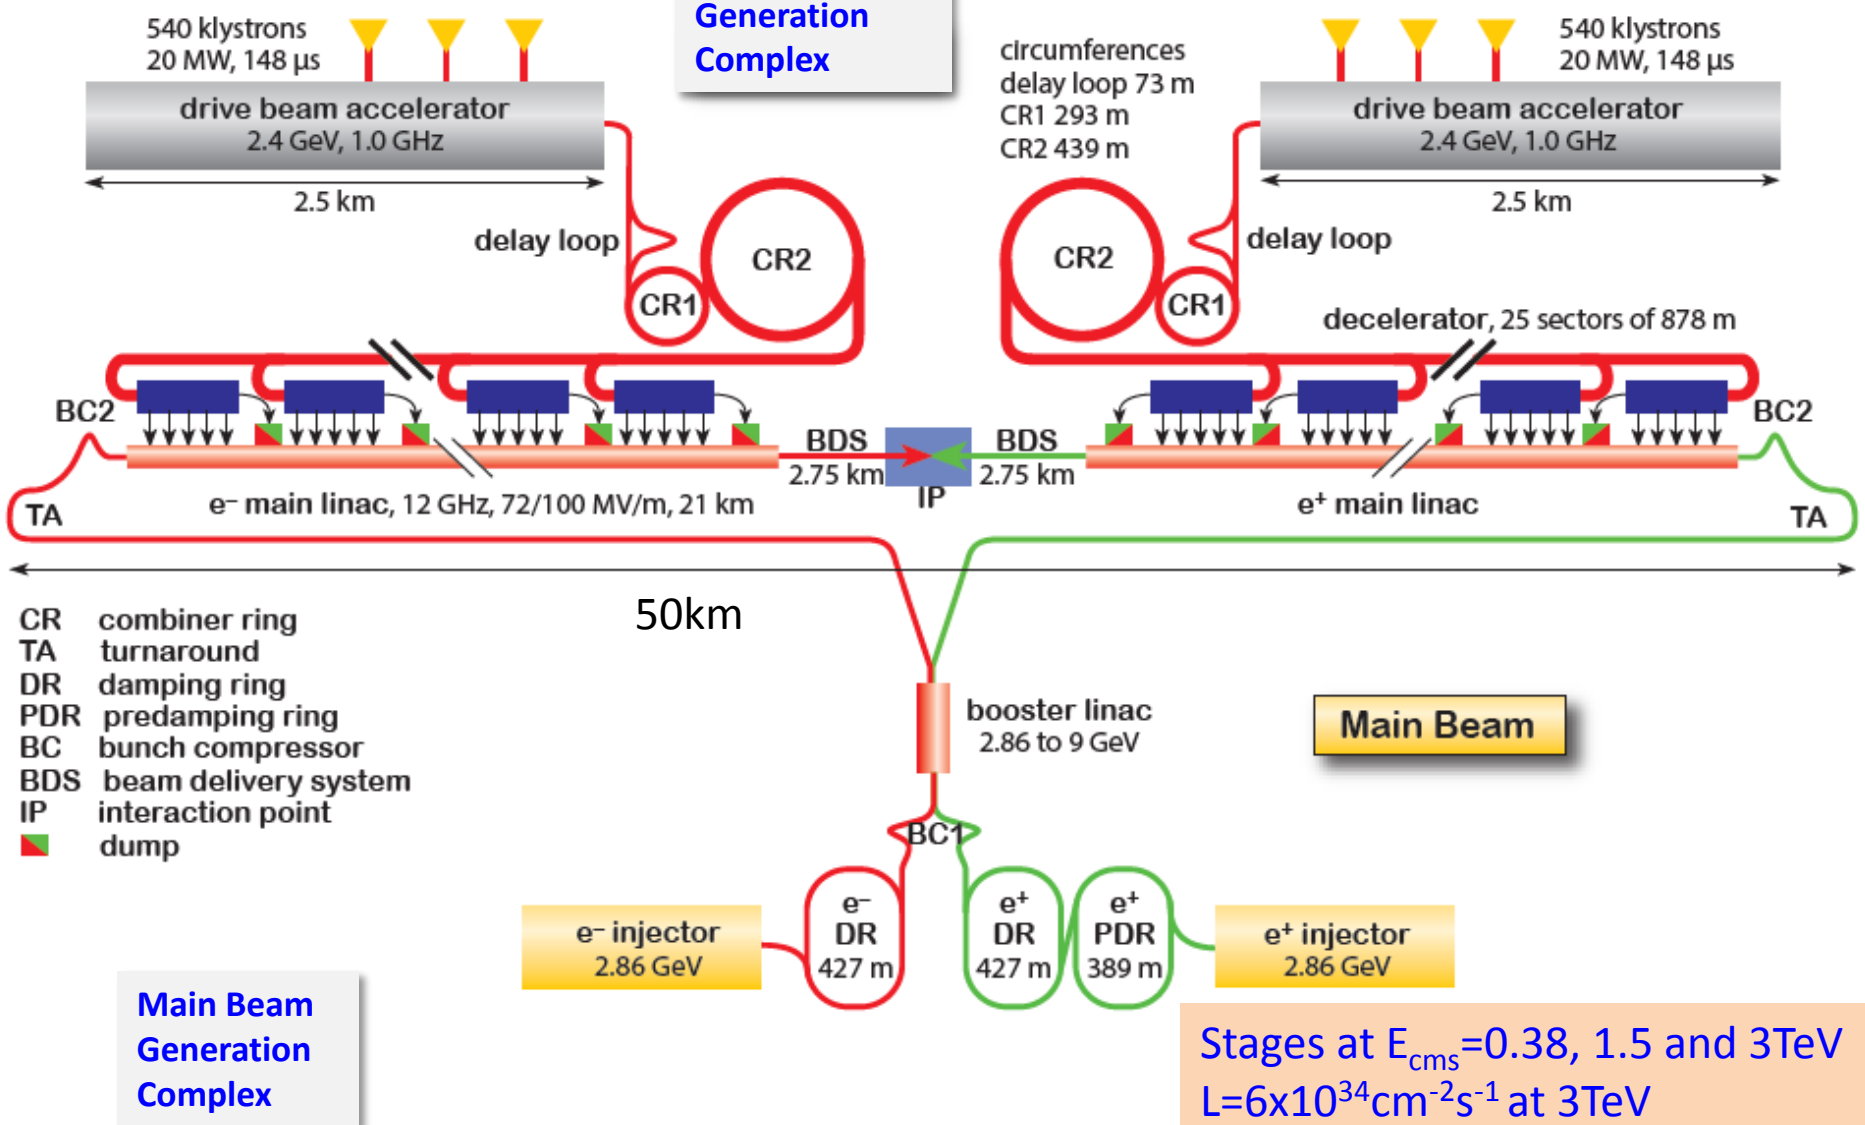 540 klystrons
20 MW, 148 µs
Generation
Complex
circumferences
delay loop 73 m
CR1 293 m
CR2 439 m
540 klystrons
20 MW, 148 µs
drive beam accelerator
2.4 GeV, 1.0 GHz
drive beam accelerator
2.4 GeV, 1.0 GHz
2.5 km
2.5 km
delay loop
CR2
CR1
CR2
CR1
delay loop
decelerator, 25 sectors of 878 m
BC2
BC2
BDS
2.75 km
IP
BDS
2.75 km
TA
e⁻ main linac, 12 GHz, 72/100 MV/m, 21 km
e⁺ main linac
TA
50km
CR combiner ring
TA turnaround
DR damping ring
PDR predamping ring
BC bunch compressor
BDS beam delivery system
IP interaction point
dump
booster linac
2.86 to 9 GeV
Main Beam
BC1
e⁻ injector
2.86 GeV
e⁻
DR
427 m
e⁺
DR
427 m
e⁺
PDR
389 m
e⁺ injector
2.86 GeV
Main Beam
Generation
Complex
Stages at E_cms=0.38, 1.5 and 3TeV
L=6x10³⁴cm⁻²s⁻¹ at 3TeV